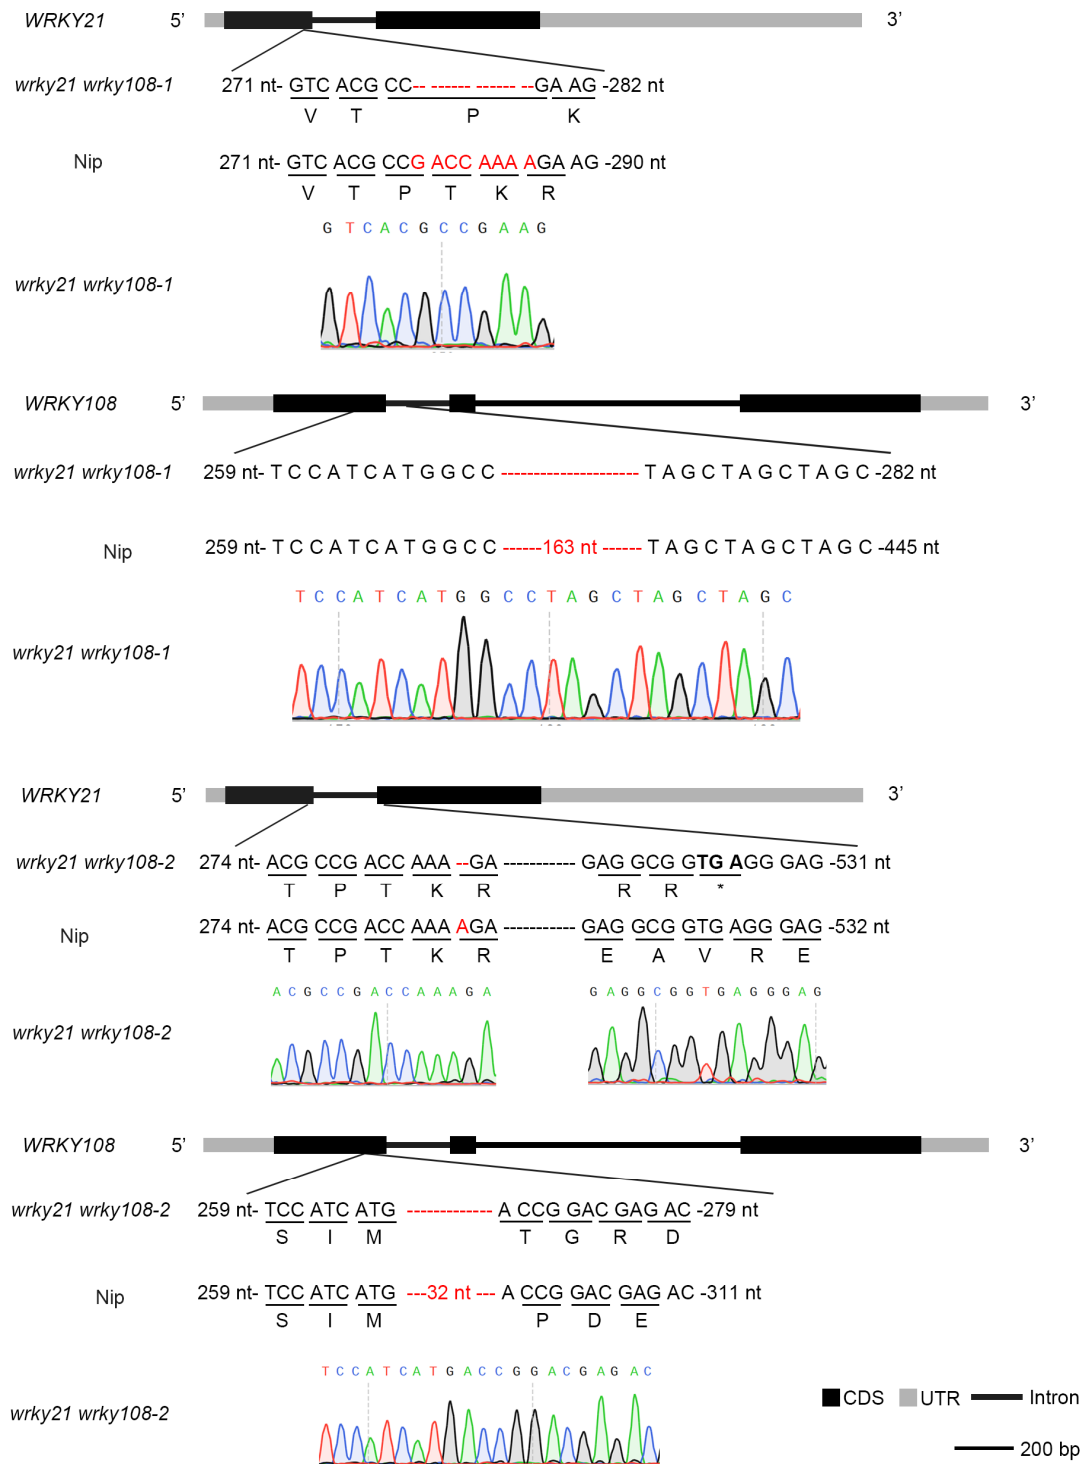 WRKY21 5’ 3’
wrky21 wrky108-1 271 nt- GTC ACG CC-- ------ ------ --GA AG -282 nt
V T P K
Nip 271 nt- GTC ACG CCG ACC AAA AGA AG -290 nt
V T P T K R
G T C A C G C C G A A G
wrky21 wrky108-1
WRKY108 5’ 3’
wrky21 wrky108-1 259 nt- T C C A T C A T G G C C ---------------------- T A G C T A G C T A G C -282 nt
Nip 259 nt- T C C A T C A T G G C C ------163 nt ------ T A G C T A G C T A G C -445 nt
T C C A T C A T G G C C T A G C T A G C T A G C
wrky21 wrky108-1
WRKY21 5’ 3’
wrky21 wrky108-2 274 nt- ACG CCG ACC AAA --GA ----------- GAG GCG GTG AGG GAG -531 nt
T P T K R R R *
Nip 274 nt- ACG CCG ACC AAA AGA ----------- GAG GCG GTG AGG GAG -532 nt
T P T K R E A V R E
A C G C C G A C C A A A G A G A G G C G G T G A G G G A G
wrky21 wrky108-2
WRKY108 5’ 3’
wrky21 wrky108-2 259 nt- TCC ATC ATG ------------- A CCG GAC GAG AC -279 nt
S I M T G R D
Nip 259 nt- TCC ATC ATG ---32 nt --- A CCG GAC GAG AC -311 nt
S I M P D E
T C C A T C A T G A C C G G A C G A G A C
wrky21 wrky108-2
CDS UTR Intron
200 bp